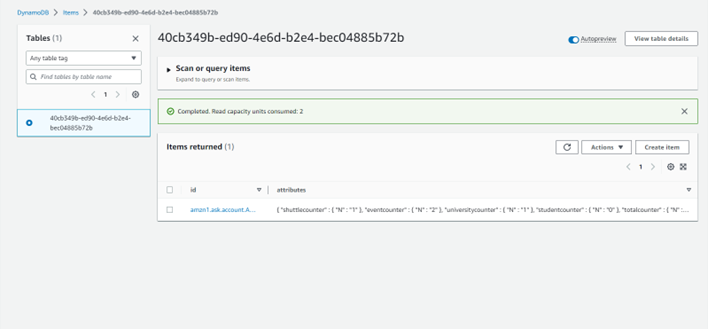 DynamoDB > Items > 40cb349b-ed90-4e6d-b2e4-bec04885b72b
Tables (1)
Any table tag
Find tables by table name
1
40cb349b-ed90-4e6d-b2e4-
bec04885b72b
40cb349b-ed90-4e6d-b2e4-bec04885b72b
Autopreview
View table details
Scan or query items
Expand to query or scan items.
Completed. Read capacity units consumed: 2
Items returned (1)
Actions
Create item
1
id
attributes
amzn1.ask.account.A...
{ "shuttlecounter" : { "N" : "1" }, "eventcounter" : { "N" : "2" }, "universitycounter" : { "N" : "1" }, "studentcounter" : { "N" : "0" }, "totalcounter" : { "N" :...